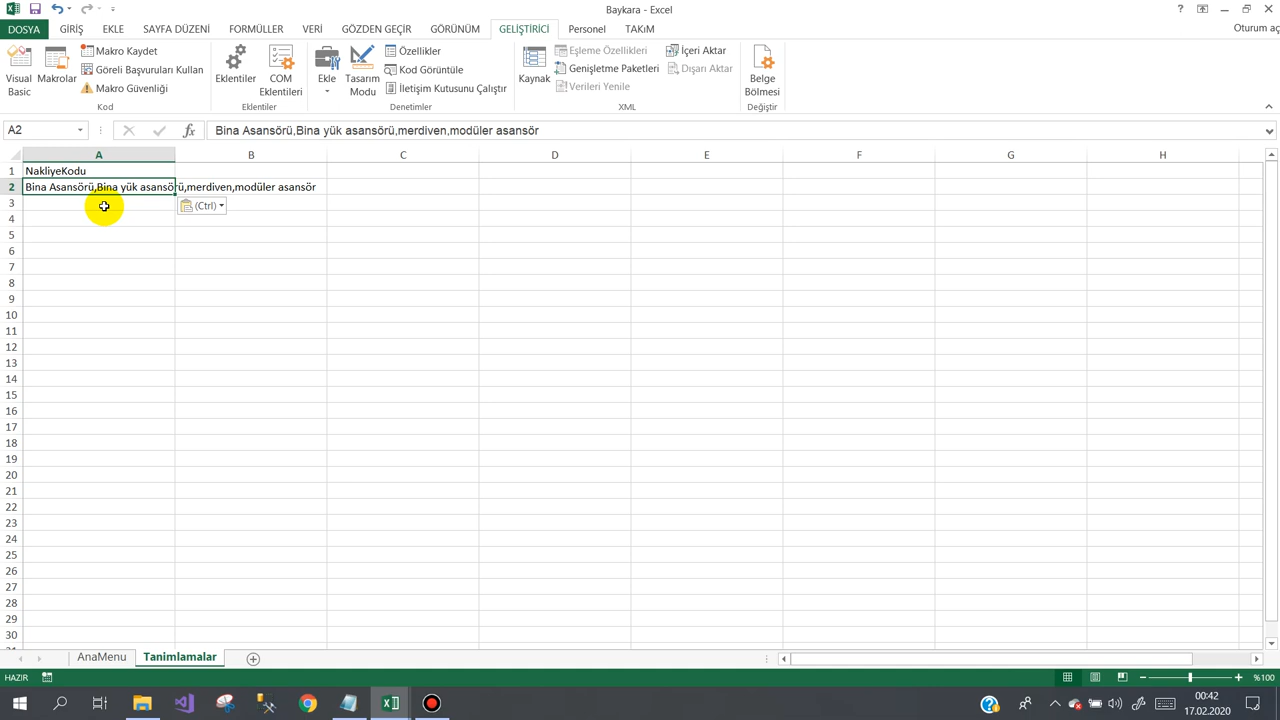 Baykara - Excel
DOSYA GİRİŞ EKLE SAYFA DÜZENİ FORMÜLLER VERİ GÖZDEN GEÇİR GÖRÜNÜM GELİŞTİRİCİ Personel TAKıM Oturum aç
Visual Basic
Makrolar
Makro Kaydet
Göreli Başvuruları Kullan
Makro Güvenliği
Kod
Eklentiler
COM Eklentileri
Eklentiler
Ekle
Tasarım Modu
Özellikler
Kod Görüntüle
İletişim Kutusunu Çalıştır
Denetimler
Kaynak
Eşleme Özellikleri
Genişletme Paketleri
Verileri Yenile
İçeri Aktar
Dışarı Aktar
XML
Belge Bölmesi
Değiştir
A2 fx Bina Asansörü,Bina yük asansörü,merdiven,modüler asansör
A B C D E F G H
1 NakliyeKodu
2 Bina Asansörü,Bina yük asansörü,merdiven,modüler asansör
3 (Ctrl)
4
5
6
7
8
9
10
11
12
13
14
15
16
17
18
19
20
21
22
23
24
25
26
27
28
29
30
AnaMenu Tanimlamalar
HAZIR %100
00:42
17.02.2020